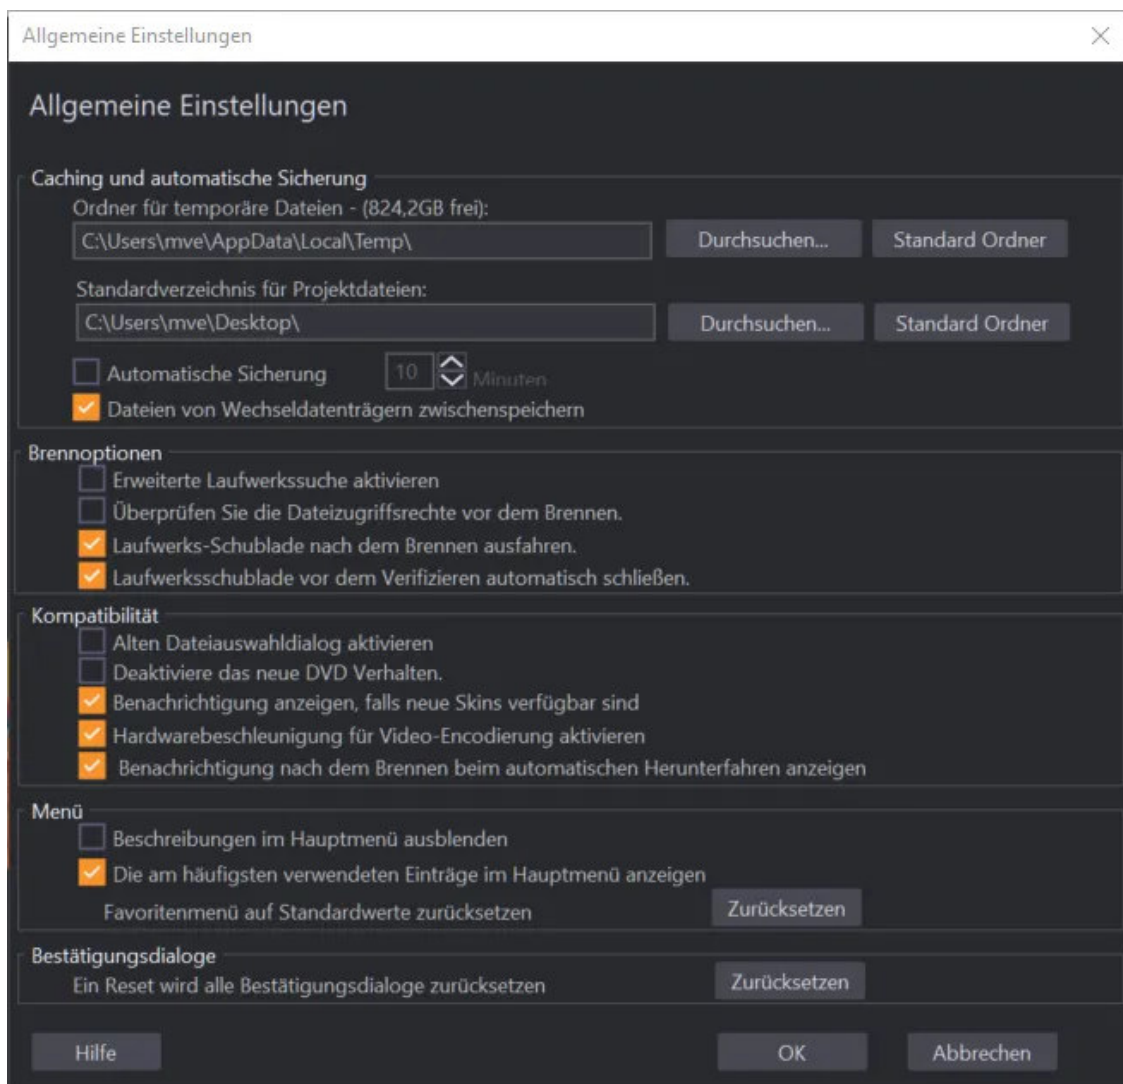 Allgemeine Einstellungen
Allgemeine Einstellungen
Caching und automatische Sicherung
Ordner für temporäre Dateien - (824,2GB frei):
C:\Users\mve\AppData\Local\Temp\ Durchsuchen... Standard Ordner
Standardverzeichnis für Projektdateien:
C:\Users\mve\Desktop\ Durchsuchen... Standard Ordner
Automatische Sicherung 10 Minuten
Dateien von Wechseldatenträgern zwischenspeichern
Brennoptionen
Erweiterte Laufwerkssuche aktivieren
Überprüfen Sie die Dateizugriffsrechte vor dem Brennen.
Laufwerks-Schublade nach dem Brennen ausfahren.
Laufwerksschublade vor dem Verifizieren automatisch schließen.
Kompatibilität
Alten Dateiauswahldialog aktivieren
Deaktiviere das neue DVD Verhalten.
Benachrichtigung anzeigen, falls neue Skins verfügbar sind
Hardwarebeschleunigung für Video-Encodierung aktivieren
Benachrichtigung nach dem Brennen beim automatischen Herunterfahren anzeigen
Menü
Beschreibungen im Hauptmenü ausblenden
Die am häufigsten verwendeten Einträge im Hauptmenü anzeigen
Favoritenmenü auf Standardwerte zurücksetzen Zurücksetzen
Bestätigungsdialoge
Ein Reset wird alle Bestätigungsdialoge zurücksetzen Zurücksetzen
Hilfe OK Abbrechen